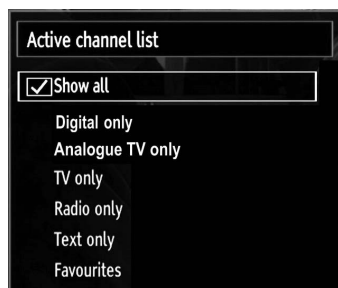 Active channel list
Show all
Digital only
Analogue TV only
TV only
Radio only
Text only
Favourites